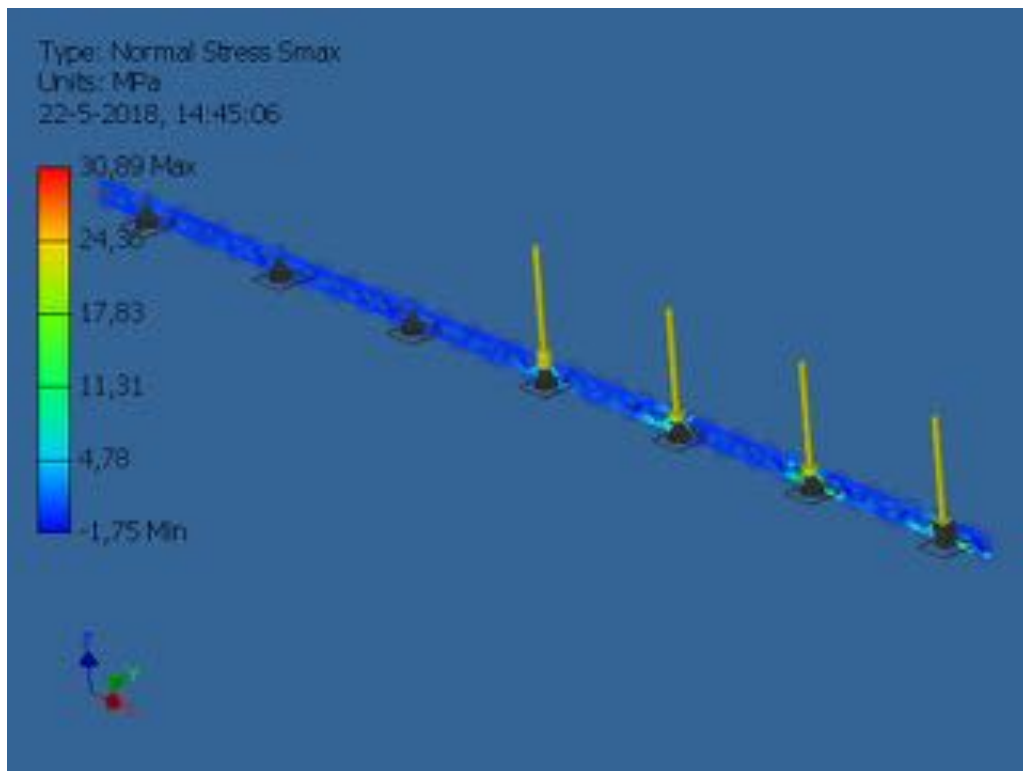 Type: Normal Stress Smax
Units: MPa
22-5-2018, 14:45:06
30,89 Max
24,36
17,83
11,31
4,78
-1,75 Min